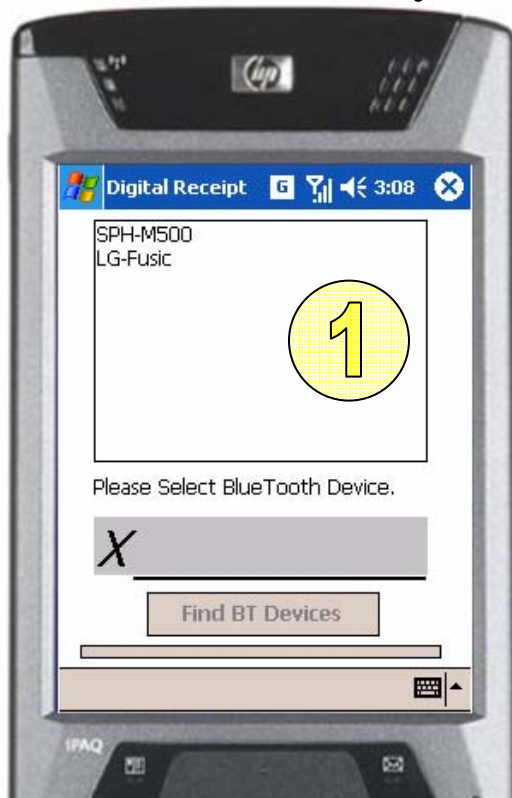 hp
Digital Receipt G 3:08
SPH-M500
LG-Fusic
1
Please Select BlueTooth Device.
X
Find BT Devices
iPAQ